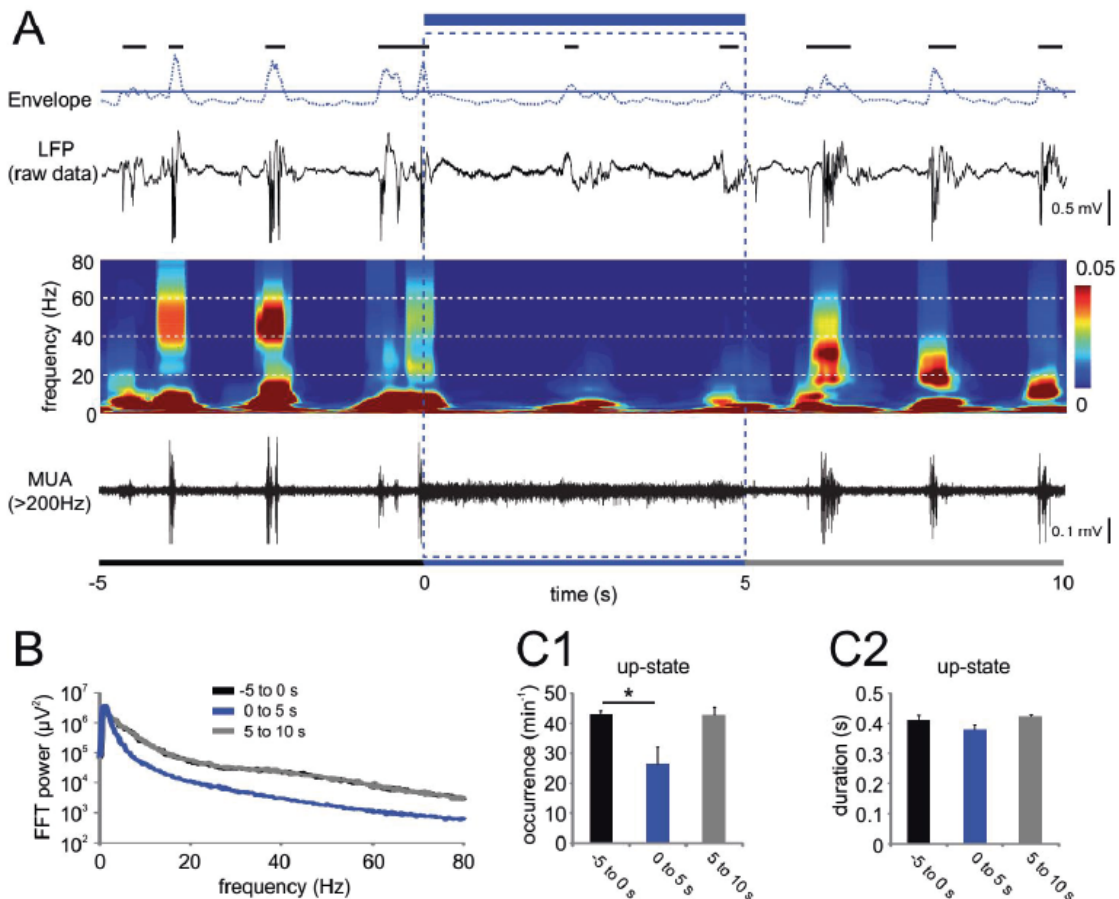 A
Envelope
LFP
(raw data)
0.5 mV
80
60
40
20
0
frequency (Hz)
0.05
0
MUA
(>200Hz)
0.1 mV
-5
0
5
10
time (s)
B
-5 to 0 s
0 to 5 s
5 to 10 s
10⁷
10⁶
10⁵
10⁴
10³
10²
FFT power (µV²)
0
20
40
60
80
frequency (Hz)
C1
up-state
*
50
40
30
20
10
0
occurrence (min⁻¹)
-5 to 0 s
0 to 5 s
5 to 10 s
C2
up-state
0.5
0.4
0.3
0.2
0.1
0
duration (s)
-5 to 0 s
0 to 5 s
5 to 10 s